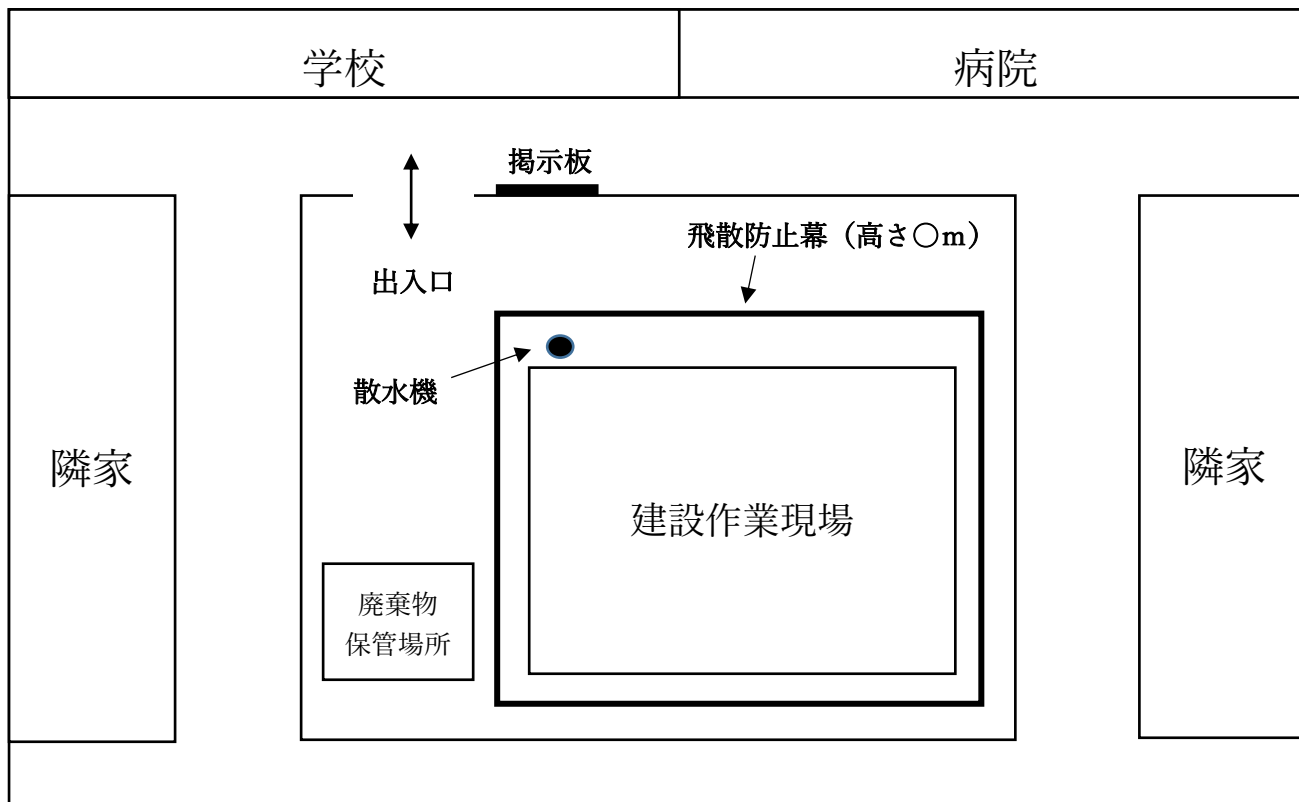 学校
病院
掲示板
飛散防止幕（高さ○ｍ）
出入口
散水機
隣家
隣家
建設作業現場
廃棄物
保管場所